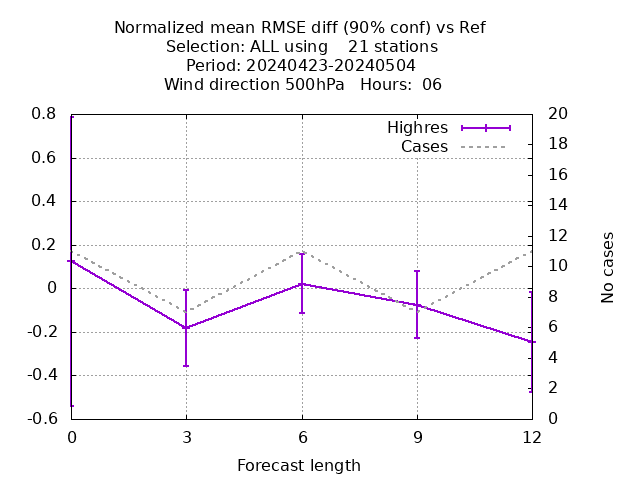 Normalized mean RMSE diff (90% conf) vs Ref
Selection: ALL using    21 stations
Period: 20240423-20240504
Wind direction 500hPa   Hours:  06
Highres
Cases
0.8
0.6
0.4
0.2
0
-0.2
-0.4
-0.6
20
18
16
14
12
10
8
6
4
2
0
No cases
0 3 6 9 12
Forecast length